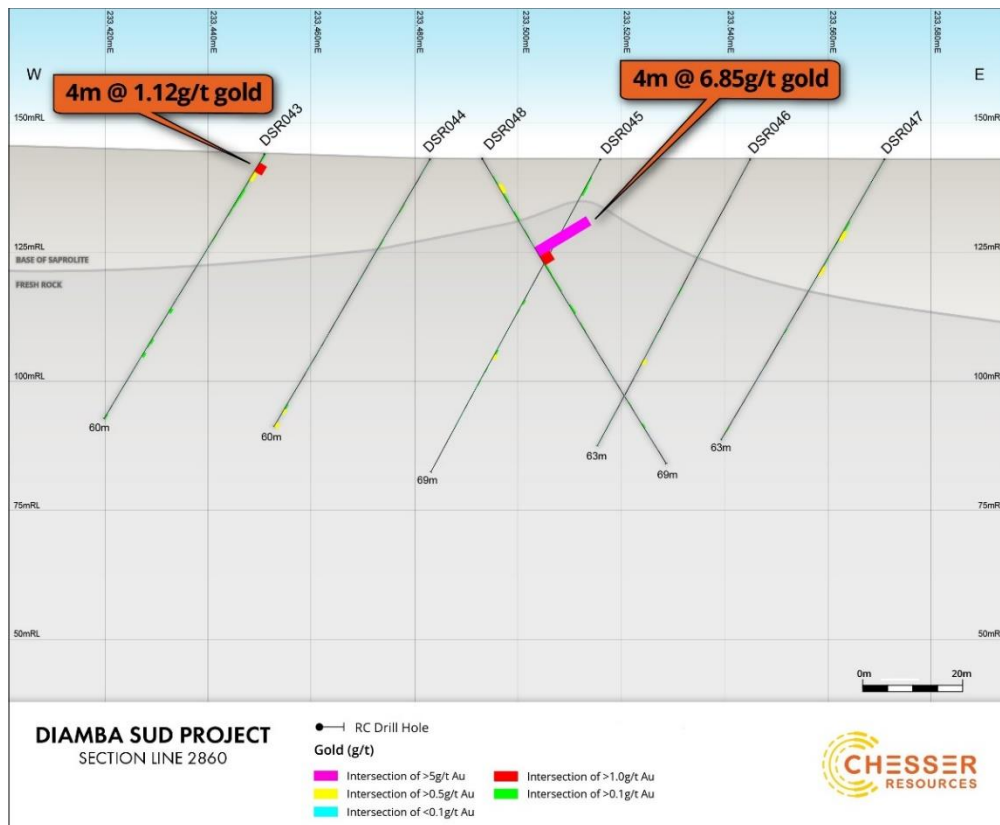 233,420mE
233,440mE
233,460mE
233,480mE
233,500mE
233,520mE
233,540mE
233,560mE
233,580mE
W
E
4m @ 1.12g/t gold
4m @ 6.85g/t gold
150mRL
150mRL
DSR043
DSR044
DSR048
DSR045
DSR046
DSR047
125mRL
125mRL
BASE OF SAPROLITE
FRESH ROCK
100mRL
100mRL
60m
60m
69m
63m
69m
63m
75mRL
75mRL
50mRL
50mRL
0m
20m
DIAMBA SUD PROJECT
SECTION LINE 2860
RC Drill Hole
Gold (g/t)
Intersection of >5g/t Au
Intersection of >1.0g/t Au
Intersection of >0.5g/t Au
Intersection of >0.1g/t Au
Intersection of <0.1g/t Au
CHESSER
RESOURCES